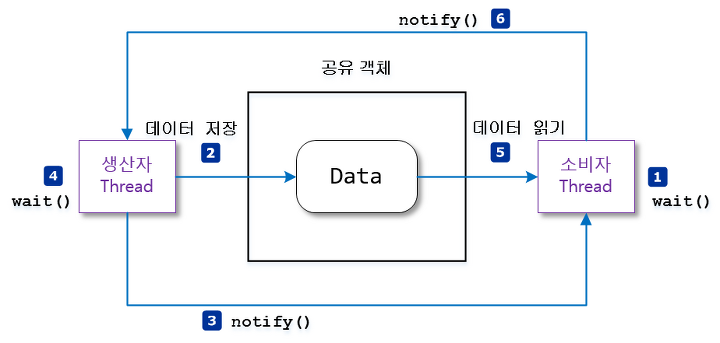 notify() 6
공유 객체
데이터 저장
2
데이터 읽기
5
4
wait()
생산자
Thread
Data
소비자
Thread
1
wait()
3 notify()